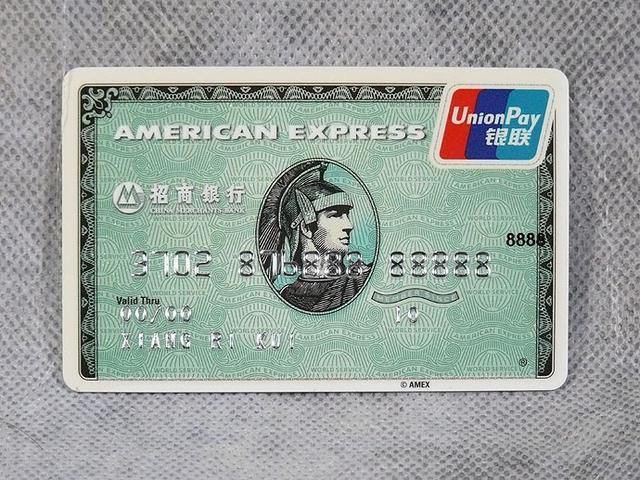 AMERICAN EXPRESS
UnionPay
银联
招商银行
CHINA MERCHANTS BANK
8888
3702 88888
Valid Thru
00/00 10
XIANG RI KUI
®
© AMEX